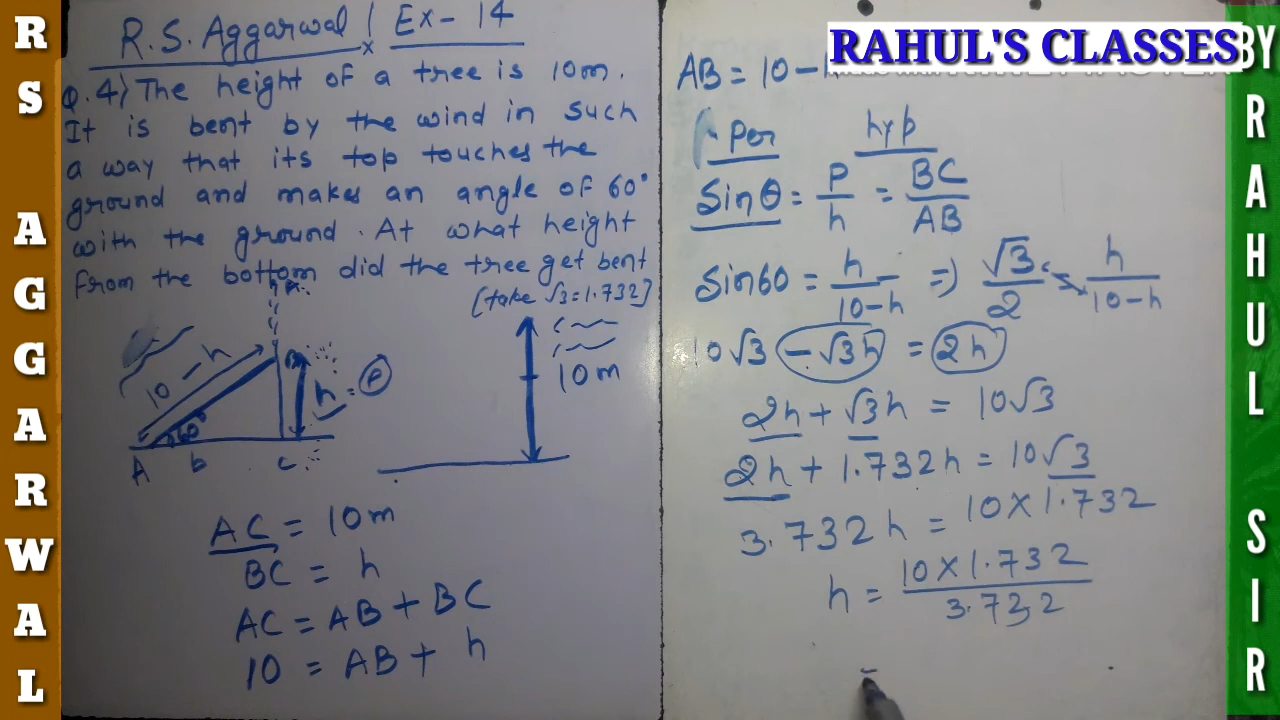 RS AGGARWAL
R.S. Aggarwal | Ex-14
Q.4) The height of a tree is 10m.
It is bent by the wind in such
a way that its top touches the
ground and makes an angle of 60°
with the ground. At what height
from the bottom did the tree get bent
[take √3=1.732]
10 - h
60°
h = P
A b C
10m
AC = 10m
BC = h
AC = AB + BC
10 = AB + h
RAHUL'S CLASSES
BY RAHUL SIR
AB = 10 -
Per hyp
Sinθ = P/h = BC/AB
Sin60 = h/10-h => √3/2 h/10-h
10√3 - √3h = 2h
2h + √3h = 10√3
2h + 1.732h = 10√3
3.732h = 10×1.732
h = 10×1.732/3.732
=